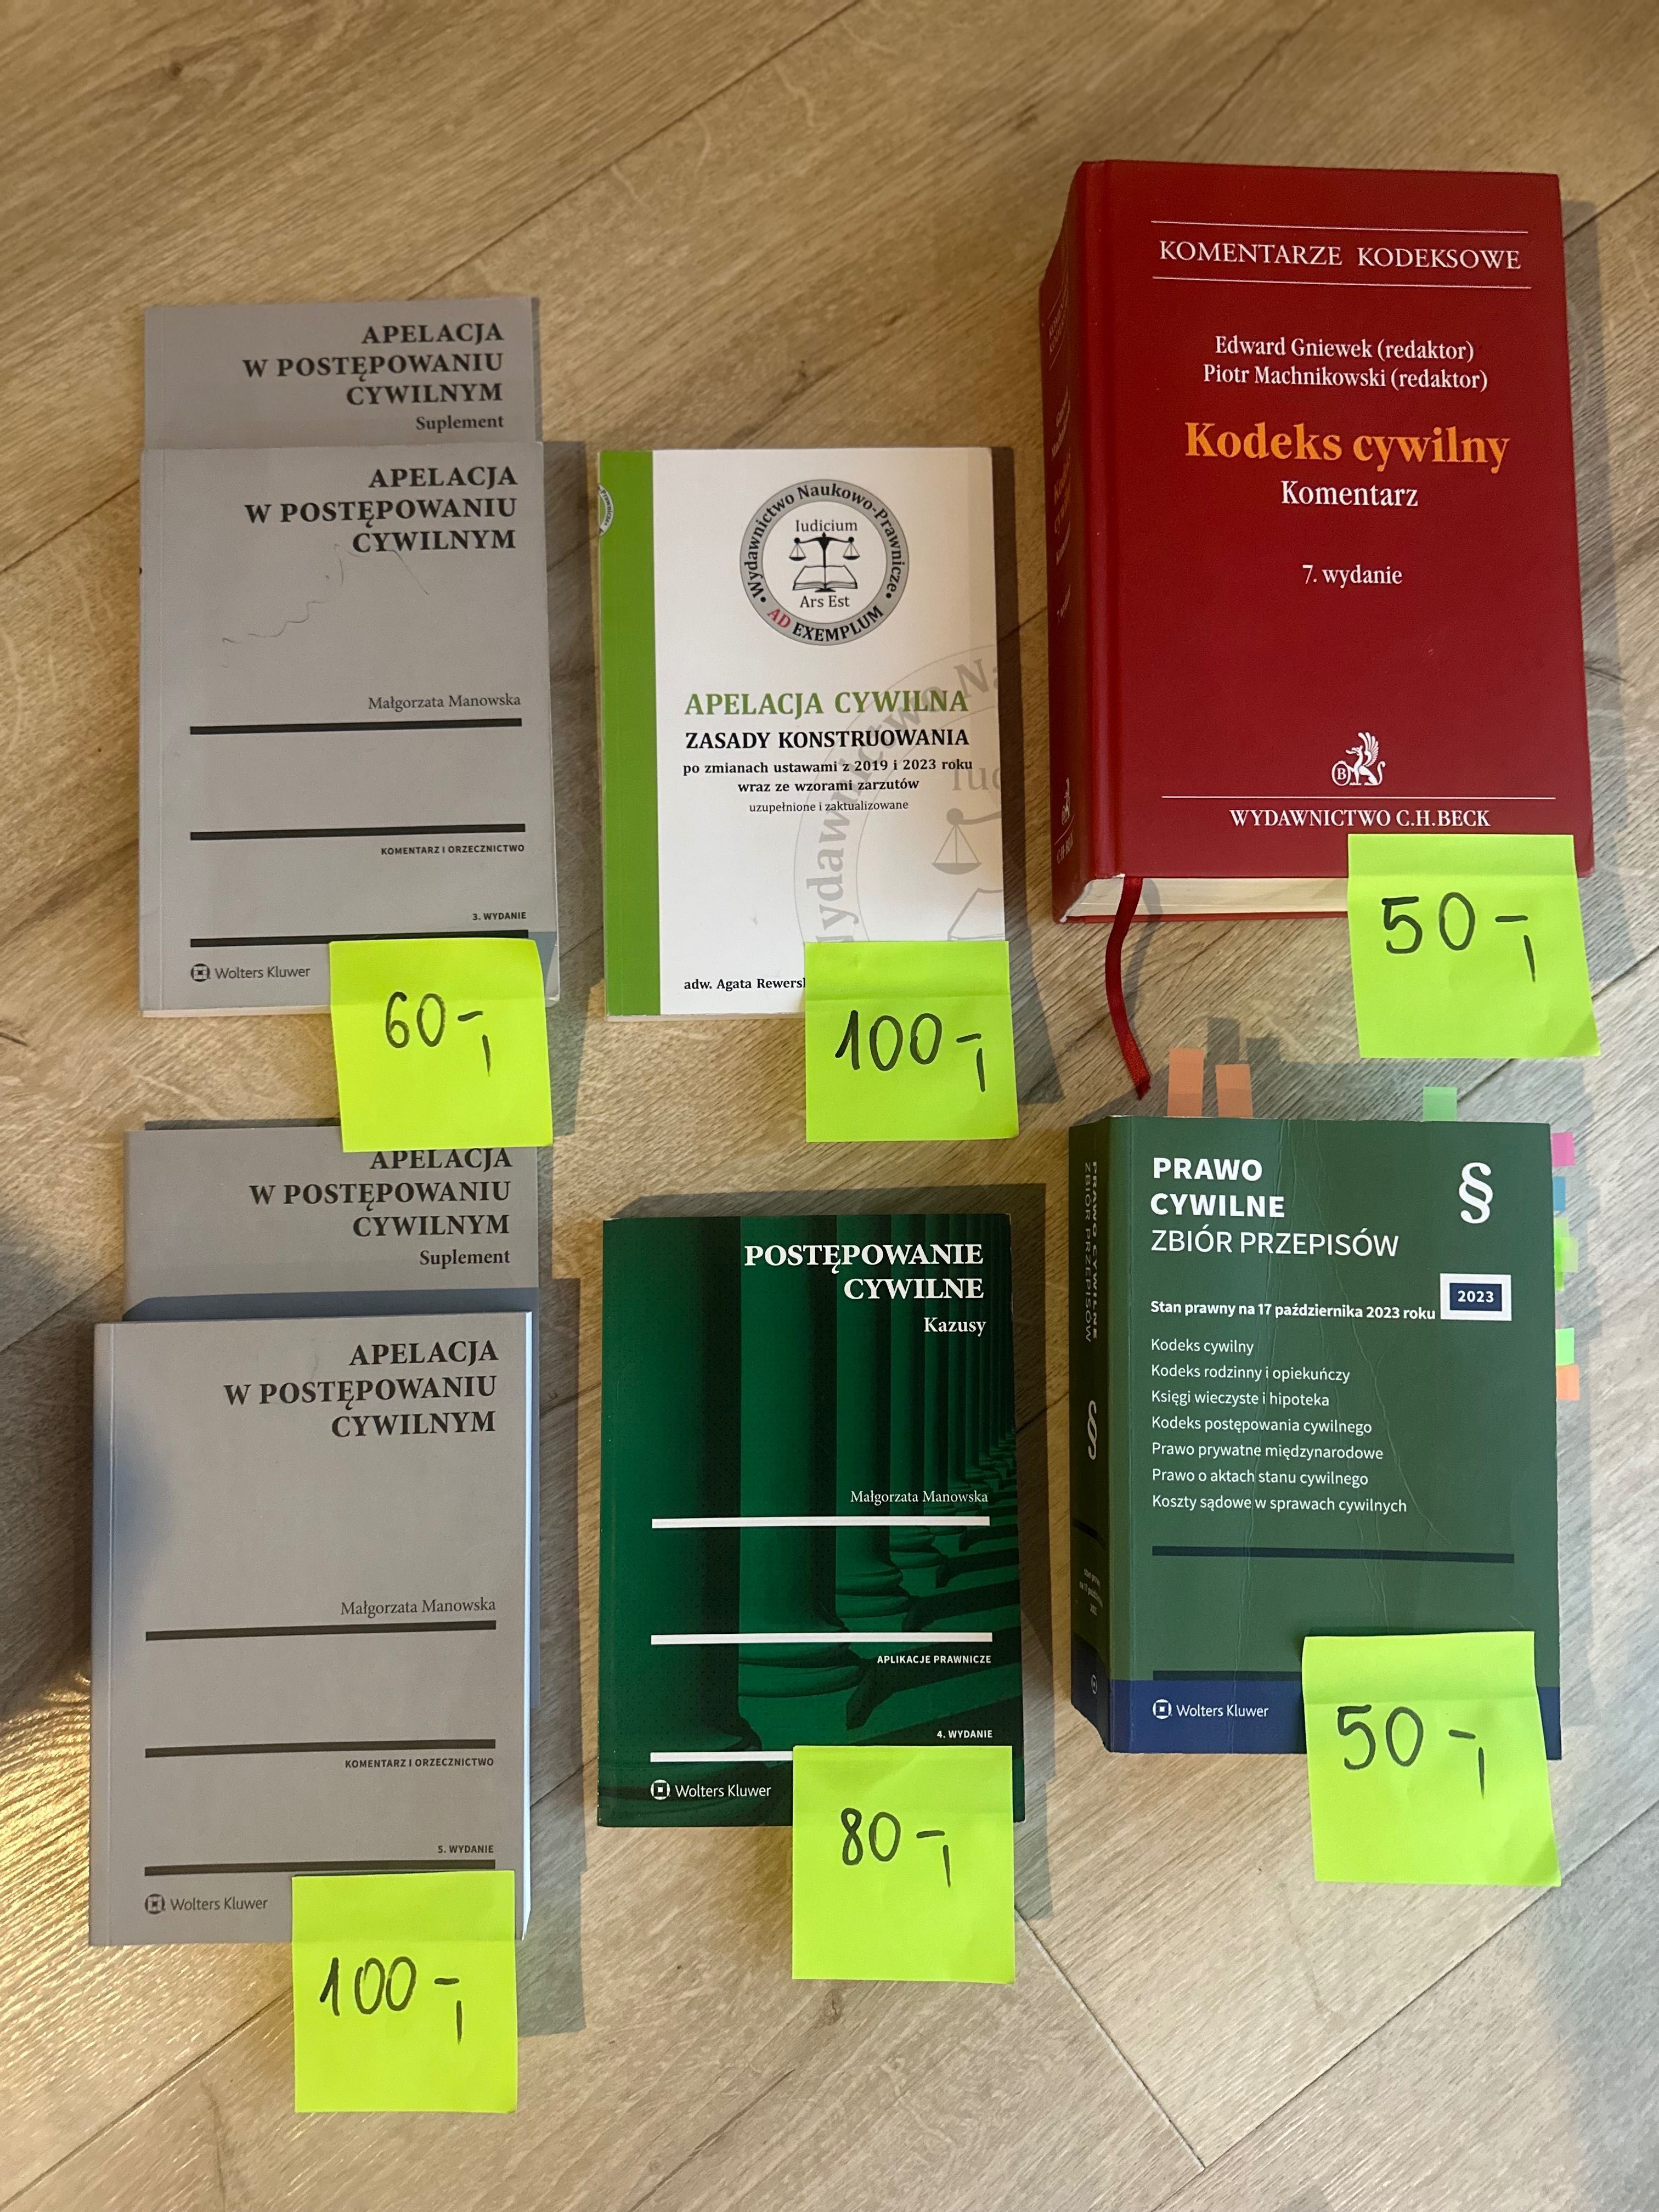 APELACJA
W POSTĘPOWANIU
CYWILNYM
Suplement
APELACJA
W POSTĘPOWANIU
CYWILNYM
Małgorzata Manowska
KOMENTARZ I ORZECZNICTWO
3. WYDANIE
Wolters Kluwer
60-,
Wydawnictwo Naukowo-Prawnicze
Iudicium
Ars Est
AD EXEMPLUM
APELACJA CYWILNA
ZASADY KONSTRUOWANIA
po zmianach ustawami z 2019 i 2023 roku
wraz ze wzorami zarzutów
uzupełnione i zaktualizowane
adw. Agata
100-,
KOMENTARZE KODEKSOWE
Edward Gniewek (redaktor)
Piotr Machnikowski (redaktor)
Kodeks cywilny
Komentarz
7. wydanie
WYDAWNICTWO C.H.BECK
50-,
APELACJA
W POSTĘPOWANIU
CYWILNYM
Suplement
APELACJA
W POSTĘPOWANIU
CYWILNYM
Małgorzata Manowska
KOMENTARZ I ORZECZNICTWO
5. WYDANIE
Wolters Kluwer
100-,
POSTĘPOWANIE
CYWILNE
Kazusy
Małgorzata Manowska
APLIKACJE PRAWNICZE
4. WYDANIE
Wolters Kluwer
80-,
PRAWO CYWILNE
ZBIÓR PRZEPISÓW
§
PRAWO
CYWILNE
ZBIÓR PRZEPISÓW
§
2023
Stan prawny na 17 października 2023 roku
Kodeks cywilny
Kodeks rodzinny i opiekuńczy
Księgi wieczyste i hipoteka
Kodeks postępowania cywilnego
Prawo prywatne międzynarodowe
Prawo o aktach stanu cywilnego
Koszty sądowe w sprawach cywilnych
Wolters Kluwer
50-,